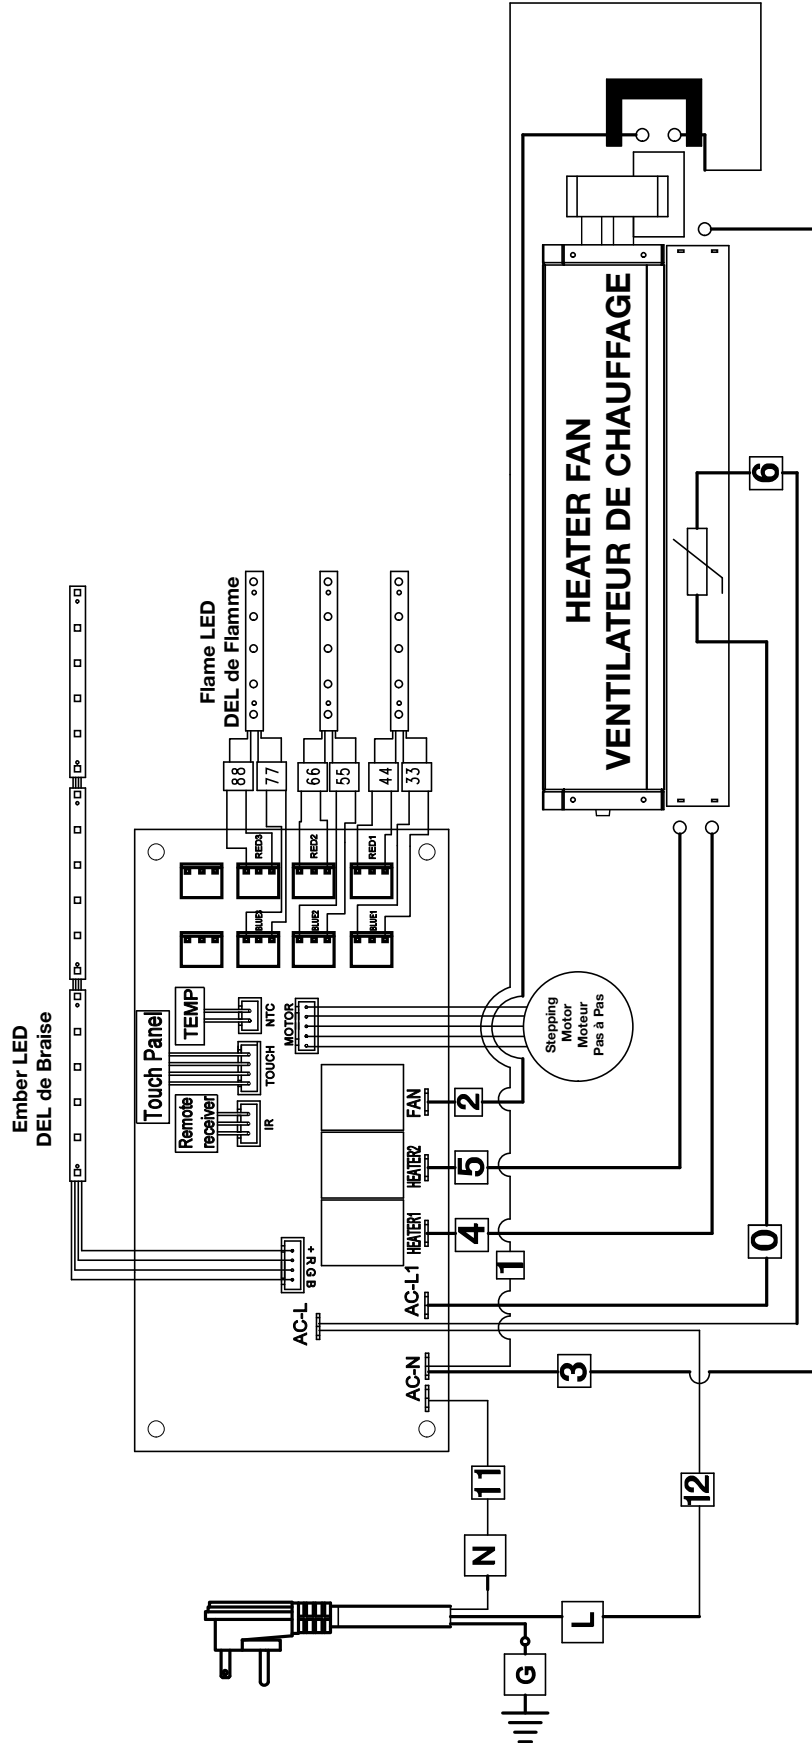 Ember LED
DEL de Braise
Flame LED
DEL de Flamme
88
77
66
55
44
33
RED3
RED2
RED1
BLUE3
BLUE2
BLUE1
Touch Panel
TEMP
NTC
TOUCH
Remote
receiver
IR
MOTOR
Stepping
Motor
Moteur
Pas à Pas
HEATER FAN
VENTILATEUR DE CHAUFFAGE
FAN
HEATER2
HEATER1
+ R G B
AC-L
AC-L1
AC-N
2
5
4
1
0
6
3
11
12
N
L
G